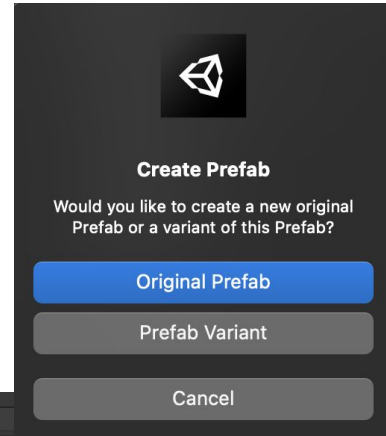 Create Prefab
Would you like to create a new original
Prefab or a variant of this Prefab?
Original Prefab
Prefab Variant
Cancel